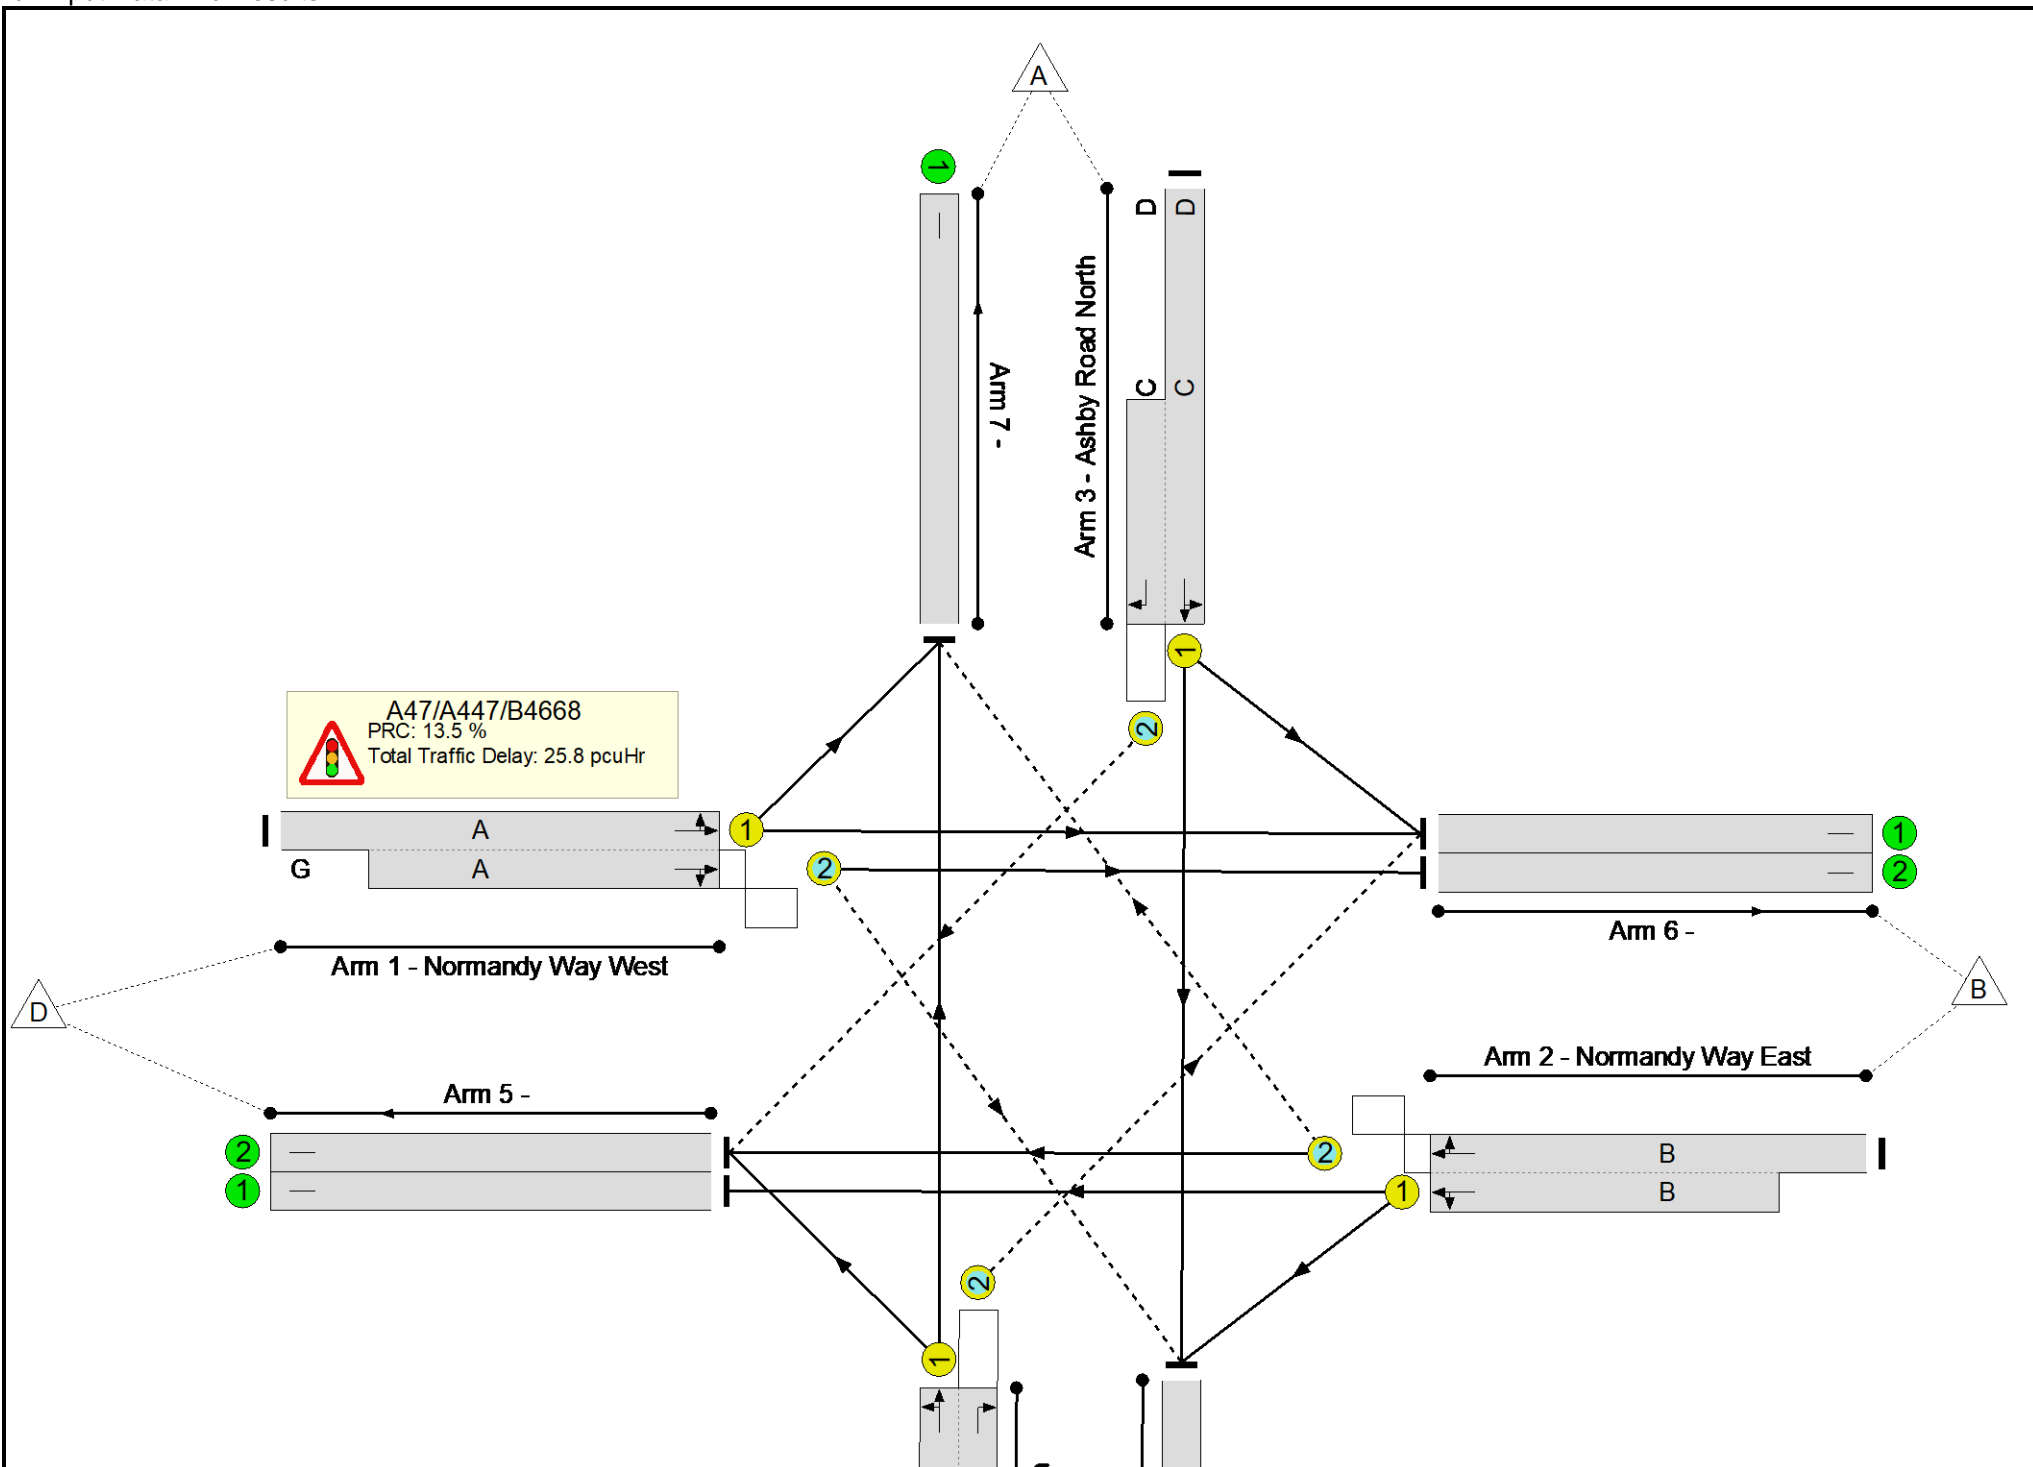 A
1
D
D
Arm 7 -
Arm 3 - Ashby Road North
C
C
1
2
A47/A447/B4668
PRC: 13.5 %
Total Traffic Delay: 25.8 pcuHr
A
1
1
G
A
2
2
Arm 6 -
Arm 1 - Normandy Way West
D
B
Arm 2 - Normandy Way East
Arm 5 -
2
2
B
1
1
B
2
1